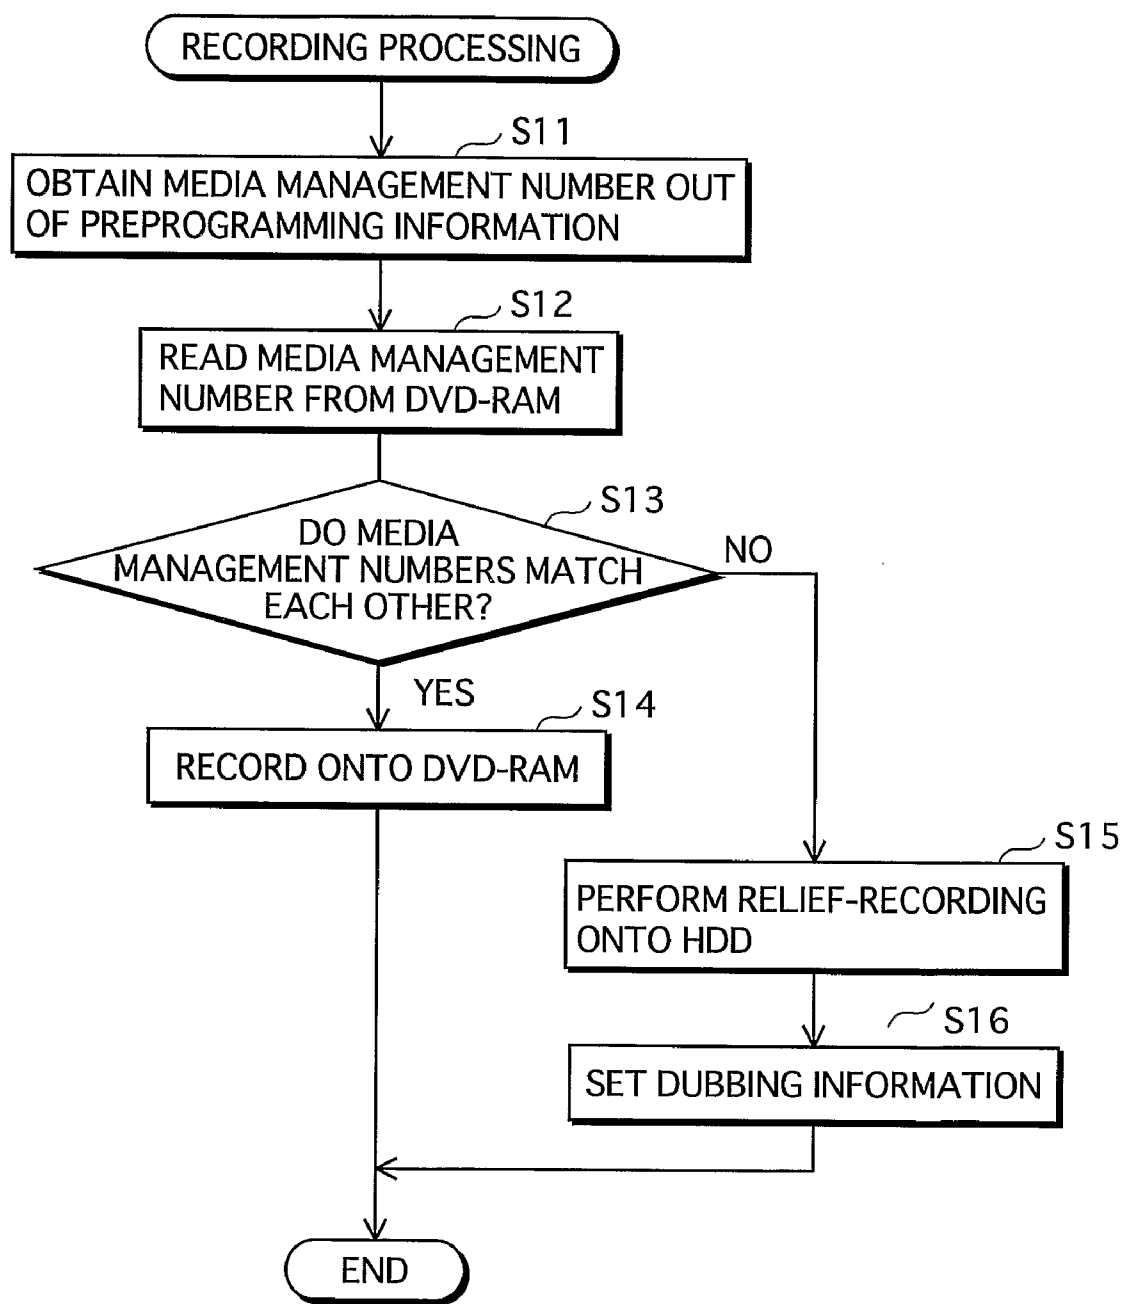 RECORDING PROCESSING
S11
OBTAIN MEDIA MANAGEMENT NUMBER OUT
OF PREPROGRAMMING INFORMATION
S12
READ MEDIA MANAGEMENT
NUMBER FROM DVD-RAM
S13
DO MEDIA
MANAGEMENT NUMBERS MATCH
EACH OTHER?
NO
YES
S14
RECORD ONTO DVD-RAM
S15
PERFORM RELIEF-RECORDING
ONTO HDD
S16
SET DUBBING INFORMATION
END